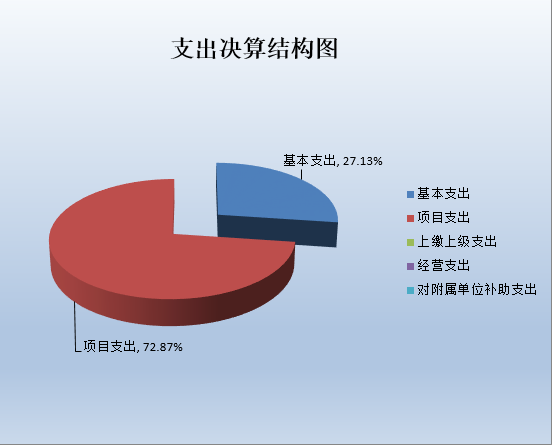 支出决算结构图
基本支出, 27.13%
基本支出
项目支出
上缴上级支出
经营支出
对附属单位补助支出
项目支出, 72.87%